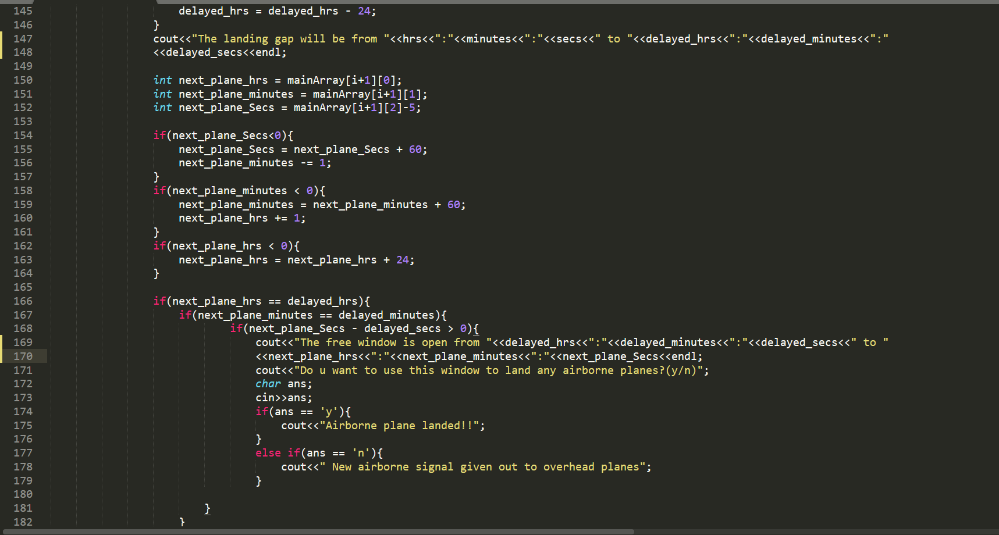 145 delayed_hrs = delayed_hrs - 24;
146 }
147 cout<<"The landing gap will be from "<<hrs<<":"<<minutes<<":"<<secs<<" to "<<delayed_hrs<<":"<<delayed_minutes<<":"
148 <<delayed_secs<<endl;
149
150 int next_plane_hrs = mainArray[i+1][0];
151 int next_plane_minutes = mainArray[i+1][1];
152 int next_plane_Secs = mainArray[i+1][2]-5;
153
154 if(next_plane_Secs<0){
155 next_plane_Secs = next_plane_Secs + 60;
156 next_plane_minutes -= 1;
157 }
158 if(next_plane_minutes < 0){
159 next_plane_minutes = next_plane_minutes + 60;
160 next_plane_hrs += 1;
161 }
162 if(next_plane_hrs < 0){
163 next_plane_hrs = next_plane_hrs + 24;
164 }
165
166 if(next_plane_hrs == delayed_hrs){
167 if(next_plane_minutes == delayed_minutes){
168 if(next_plane_Secs - delayed_secs > 0){
169 cout<<"The free window is open from "<<delayed_hrs<<":"<<delayed_minutes<<":"<<delayed_secs<<" to "
170 <<next_plane_hrs<<":"<<next_plane_minutes<<":"<<next_plane_Secs<<endl;
171 cout<<"Do u want to use this window to land any airborne planes?(y/n)";
172 char ans;
173 cin>>ans;
174 if(ans == 'y'){
175 cout<<"Airborne plane landed!!";
176 }
177 else if(ans == 'n'){
178 cout<<" New airborne signal given out to overhead planes";
179 }
180
181 }
182 }